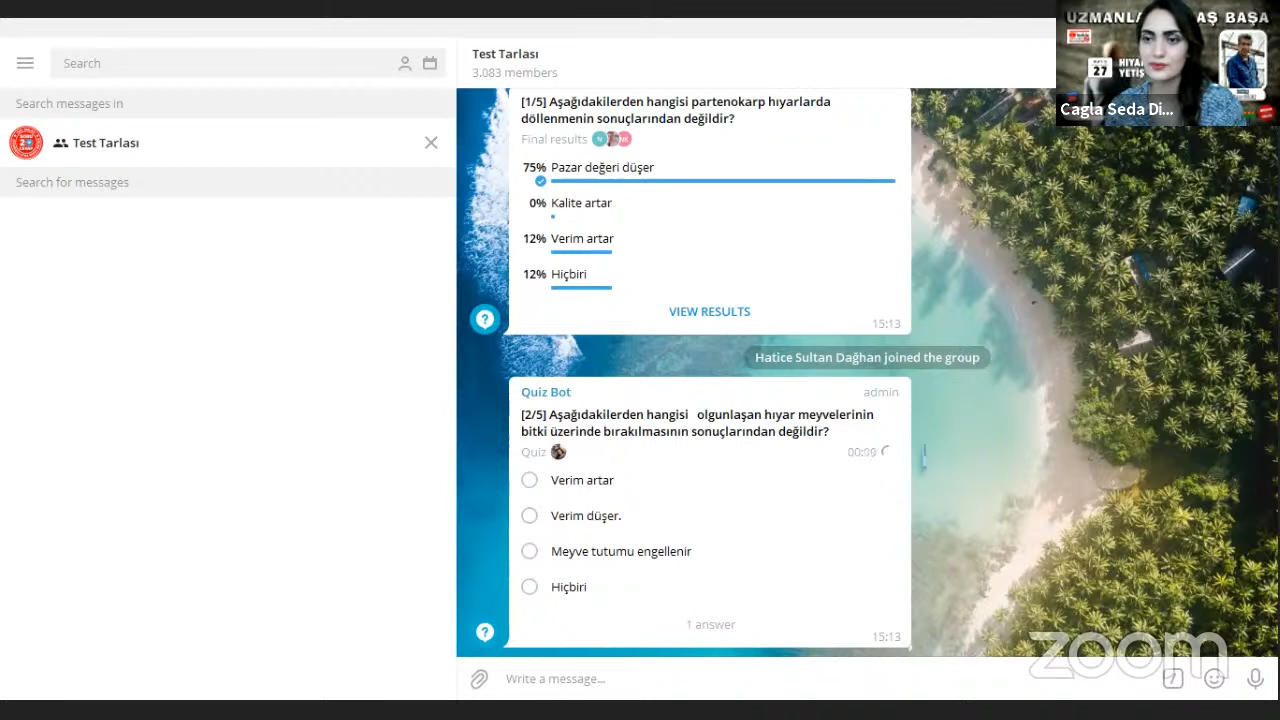 Search
Search messages in
Test Tarlası
Search for messages
Test Tarlası
3.083 members
[1/5] Aşağıdakilerden hangisi partenokarp hıyarlarda
döllenmenin sonuçlarından değildir?
Final results
75% Pazar değeri düşer
0% Kalite artar
12% Verim artar
12% Hiçbiri
VIEW RESULTS
15:13
Hatice Sultan Dağhan joined the group
Quiz Bot
admin
[2/5] Aşağıdakilerden hangisi olgunlaşan hıyar meyvelerinin
bitki üzerinde bırakılmasının sonuçlarından değildir?
Quiz
00:09
Verim artar
Verim düşer.
Meyve tutumu engellenir
Hiçbiri
1 answer
15:13
Write a message...
27
Cagla Seda Di...
zoom